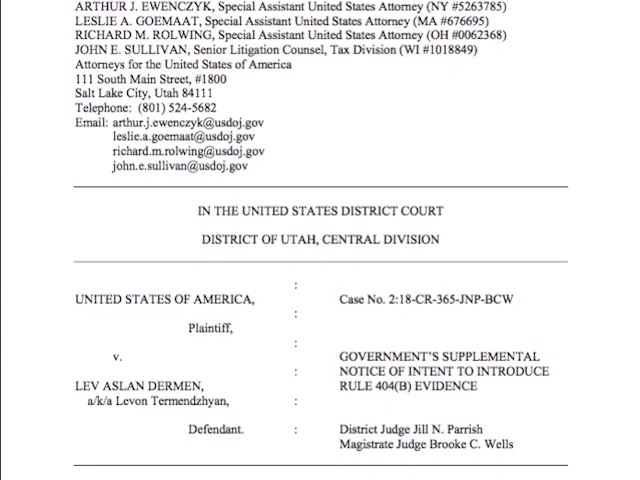 ARTHUR J. EWENCZYK, Special Assistant United States Attorney (NY #5263785)
LESLIE A. GOEMAAT, Special Assistant United States Attorney (MA #676695)
RICHARD M. ROLWING, Special Assistant United States Attorney (OH #0062368)
JOHN E. SULLIVAN, Senior Litigation Counsel, Tax Division (WI #1018849)
Attorneys for the United States of America
111 South Main Street, #1800
Salt Lake City, Utah 84111
Telephone: (801) 524-5682
Email: arthur.j.ewenczyk@usdoj.gov
leslie.a.goemaat@usdoj.gov
richard.m.rolwing@usdoj.gov
john.e.sullivan@usdoj.gov
IN THE UNITED STATES DISTRICT COURT
DISTRICT OF UTAH, CENTRAL DIVISION
:
UNITED STATES OF AMERICA, Case No. 2:18-CR-365-JNP-BCW
:
Plaintiff,
:
v. GOVERNMENT'S SUPPLEMENTAL
: NOTICE OF INTENT TO INTRODUCE
LEV ASLAN DERMEN, RULE 404(B) EVIDENCE
a/k/a Levon Termendzhyan, :
Defendant. : District Judge Jill N. Parrish
Magistrate Judge Brooke C. Wells